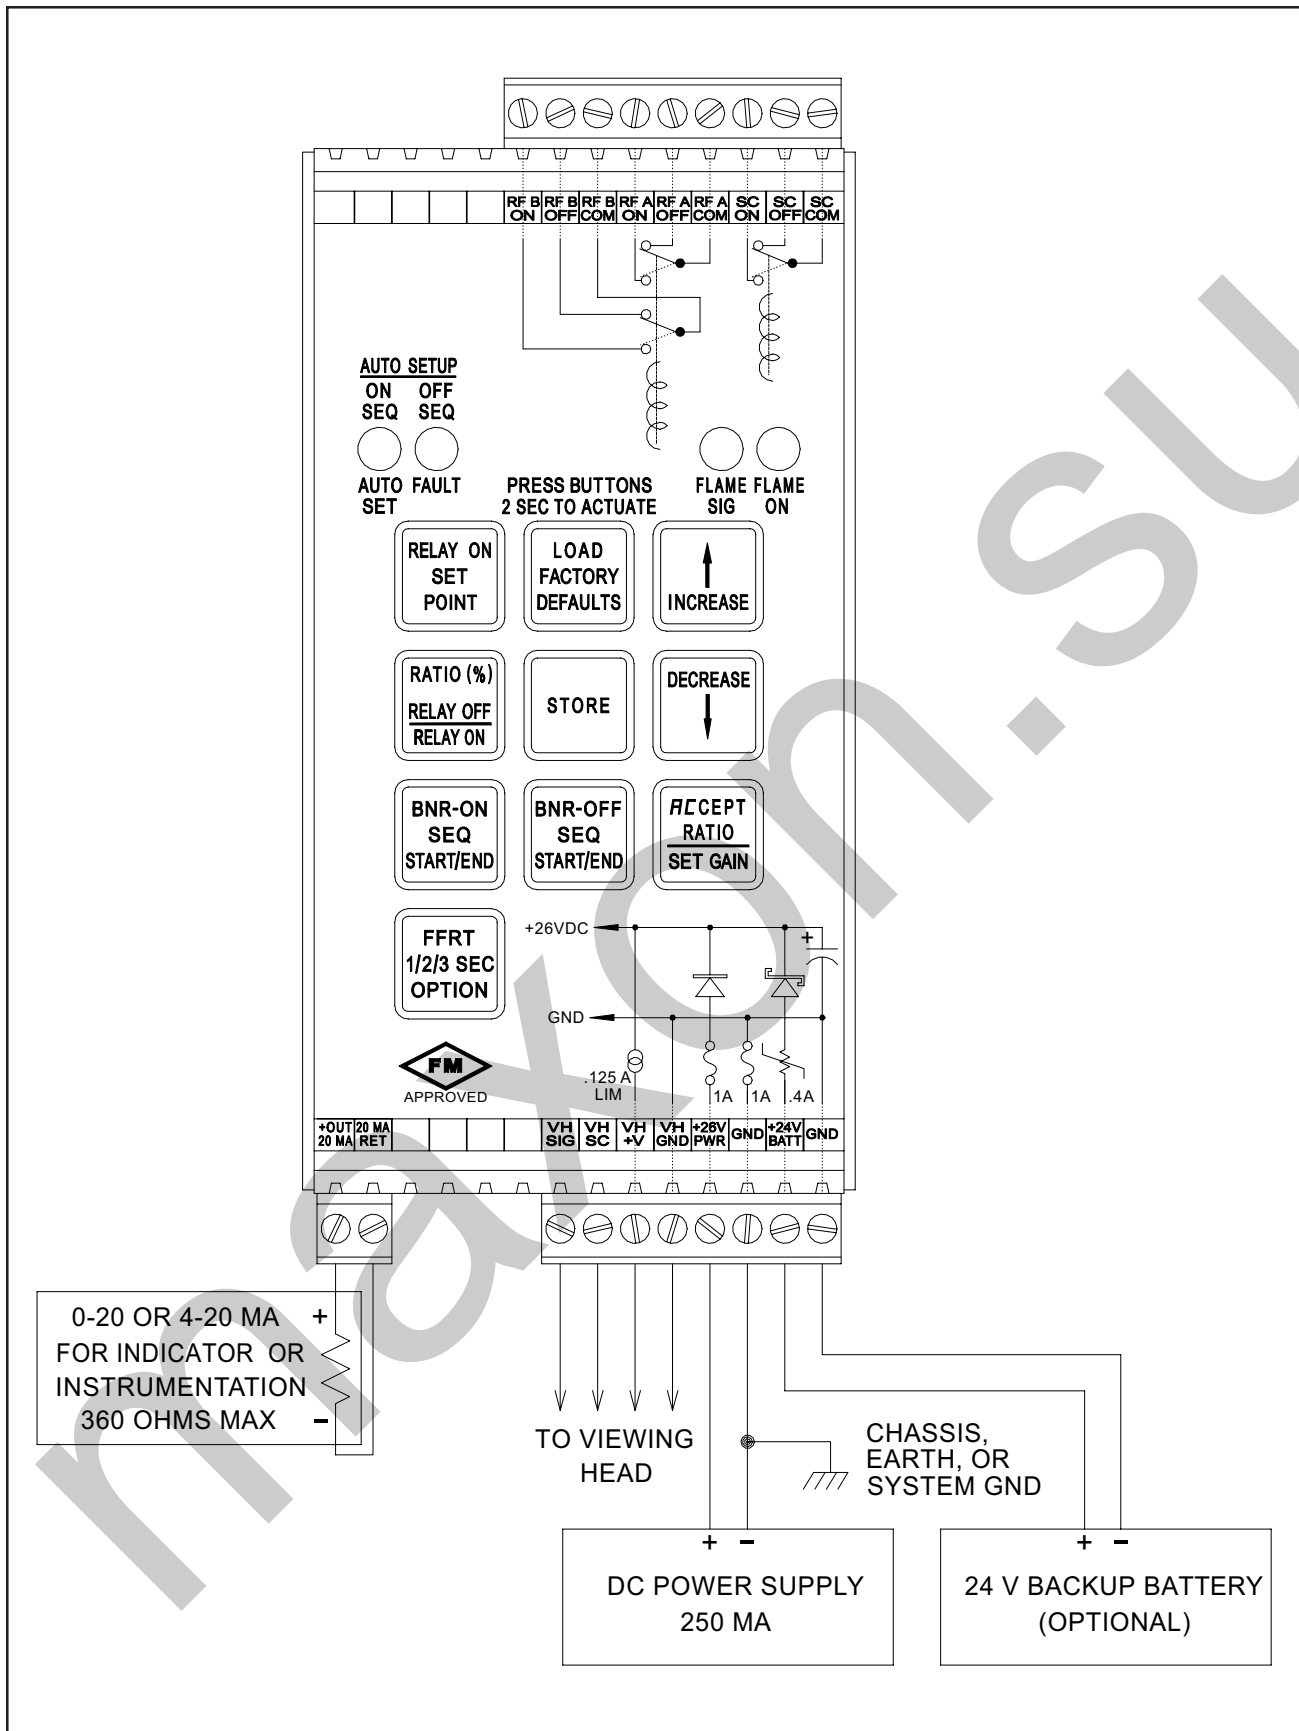 RF B ON
RF B OFF
RF B COM
RF A ON
RF A OFF
RF A COM
SC ON
SC OFF
SC COM
AUTO SETUP
ON SEQ
OFF SEQ
AUTO SET
FAULT
PRESS BUTTONS
2 SEC TO ACTUATE
FLAME SIG
FLAME ON
RELAY ON
SET
POINT
LOAD
FACTORY
DEFAULTS
INCREASE
RATIO (%)
RELAY OFF
RELAY ON
STORE
DECREASE
BNR-ON
SEQ
START/END
BNR-OFF
SEQ
START/END
ACCEPT
RATIO
SET GAIN
FFRT
1/2/3 SEC
OPTION
+26VDC
+
GND
.125 A
LIM
1A
1A
.4A
FM
APPROVED
+OUT 20 MA
20 MA RET
VH SIG
VH SC
VH +V
VH GND
+26V PWR
GND
+24V BATT
GND
0-20 OR 4-20 MA +
FOR INDICATOR OR
INSTRUMENTATION
360 OHMS MAX –
TO VIEWING
HEAD
CHASSIS,
EARTH, OR
SYSTEM GND
+ –
DC POWER SUPPLY
250 MA
+ –
24 V BACKUP BATTERY
(OPTIONAL)
maxon.su